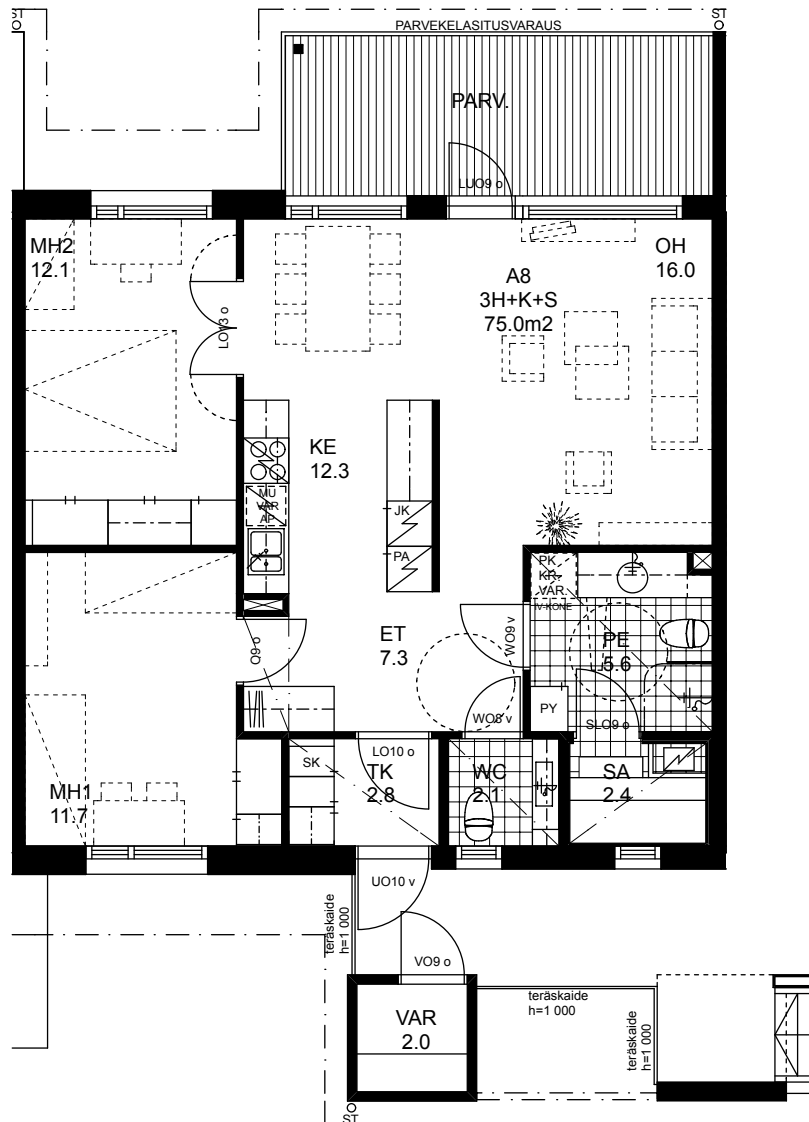 ST
O
PARVEKELASITUSVARAUS
ST
O
PARV.
LUO9 o
MH2
12.1
OH
16.0
A8
3H+K+S
75.0m2
LO13 o
KE
12.3
MU
VAR
AP
JK
PA
PK
KR
VAR.
IV-KONE
ET
7.3
WO9 v
PE
5.6
O9 o
PY
WO8 v
SLO9 o
LO10 o
SK
TK
2.8
WC
2.1
SA
2.4
MH1
11.7
UO10 v
teräskaide
h=1 000
VO9 o
teräskaide
h=1 000
teräskaide
h=1 000
VAR
2.0
O
ST